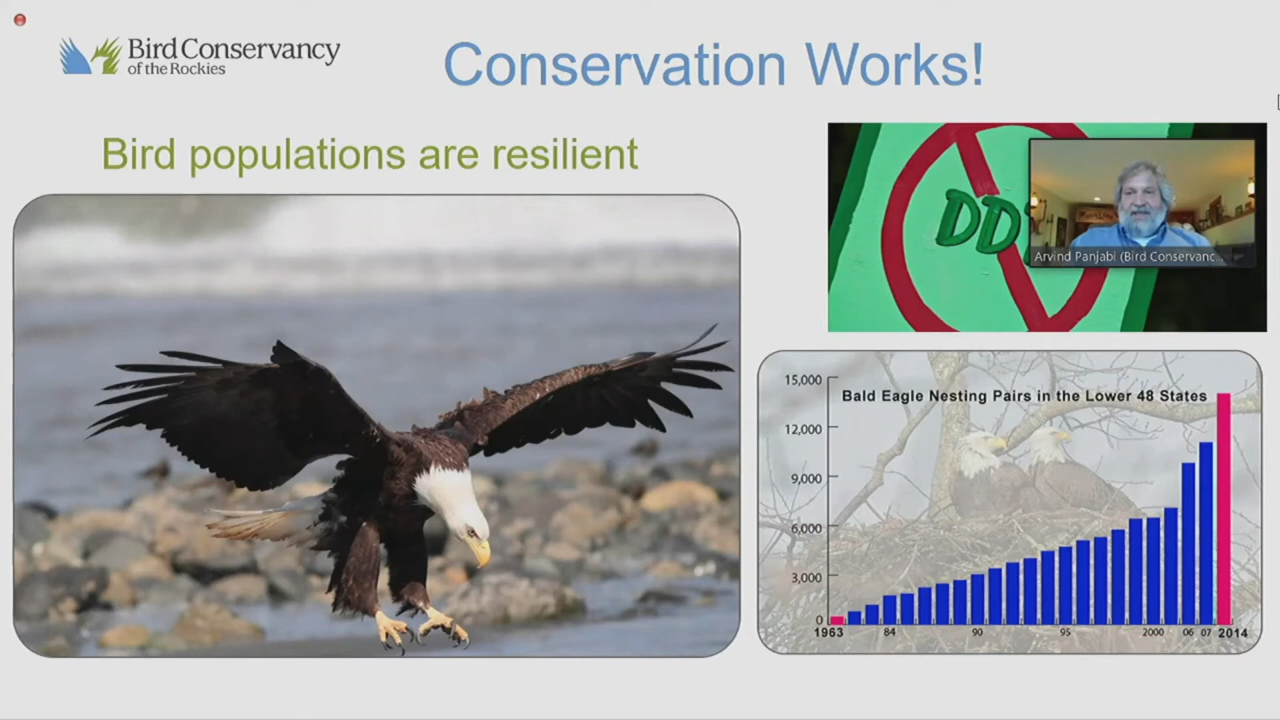 Bird Conservancy
of the Rockies
Conservation Works!
Bird populations are resilient
DD
Arvind Panjabi (Bird Conservanc...
Bald Eagle Nesting Pairs in the Lower 48 States
15,000
12,000
9,000
6,000
3,000
0
1963 84 90 95 2000 06 07 2014